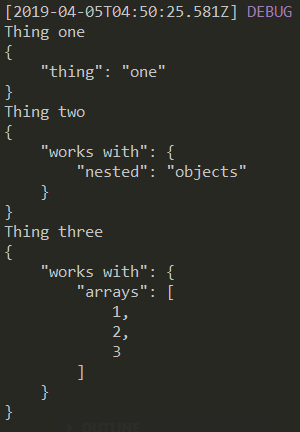 [2019-04-05T04:50:25.581Z] DEBUG
Thing one
{
    "thing": "one"
}
Thing two
{
    "works with": {
        "nested": "objects"
    }
}
Thing three
{
    "works with": {
        "arrays": [
            1,
            2,
            3
        ]
    }
}